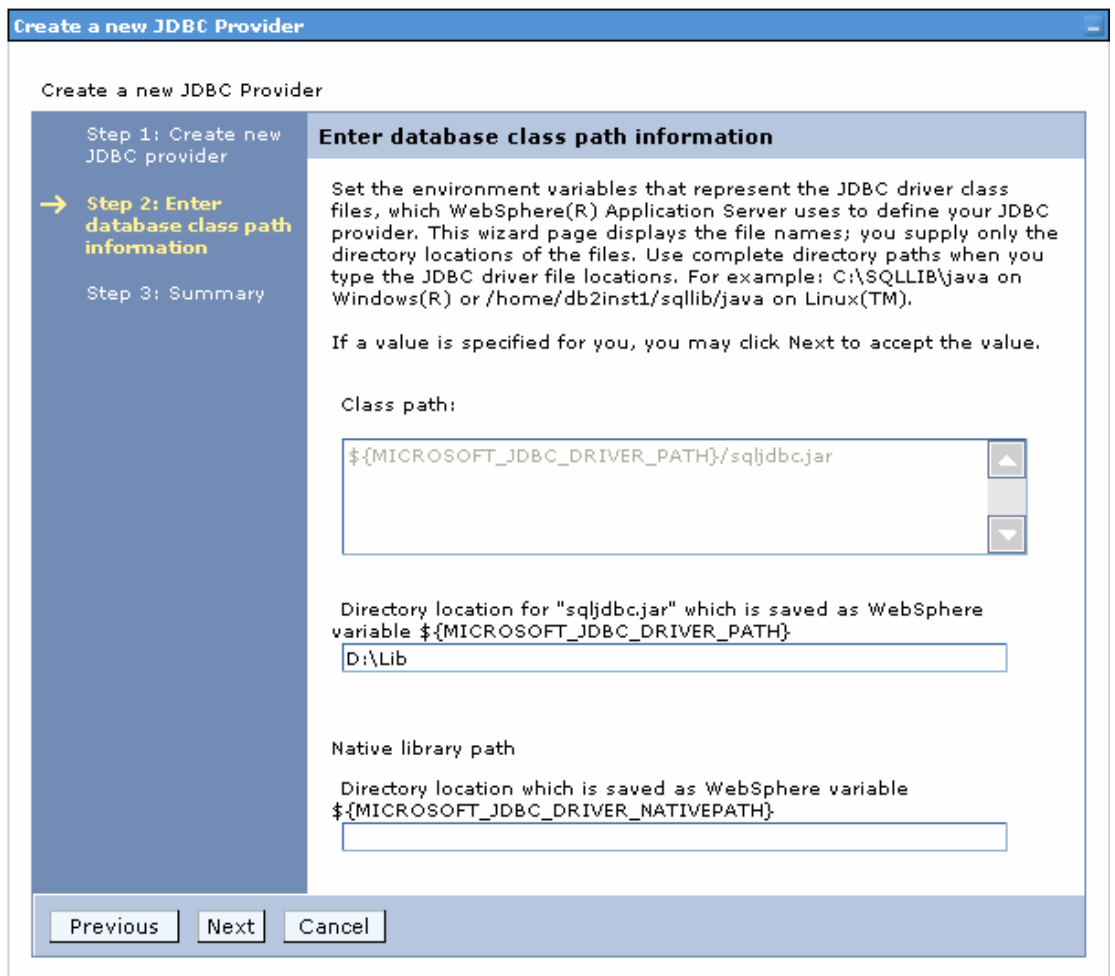 Create a new JDBC Provider
Create a new JDBC Provider
Step 1: Create new
JDBC provider
Step 2: Enter
database class path
information
Step 3: Summary
Enter database class path information
Set the environment variables that represent the JDBC driver class
files, which WebSphere(R) Application Server uses to define your JDBC
provider. This wizard page displays the file names; you supply only the
directory locations of the files. Use complete directory paths when you
type the JDBC driver file locations. For example: C:\SQLLIB\java on
Windows(R) or /home/db2inst1/sqllib/java on Linux(TM).
If a value is specified for you, you may click Next to accept the value.
Class path:
${MICROSOFT_JDBC_DRIVER_PATH}/sqljdbc.jar
Directory location for "sqljdbc.jar" which is saved as WebSphere
variable ${MICROSOFT_JDBC_DRIVER_PATH}
D:\Lib
Native library path
Directory location which is saved as WebSphere variable
${MICROSOFT_JDBC_DRIVER_NATIVEPATH}
Previous
Next
Cancel